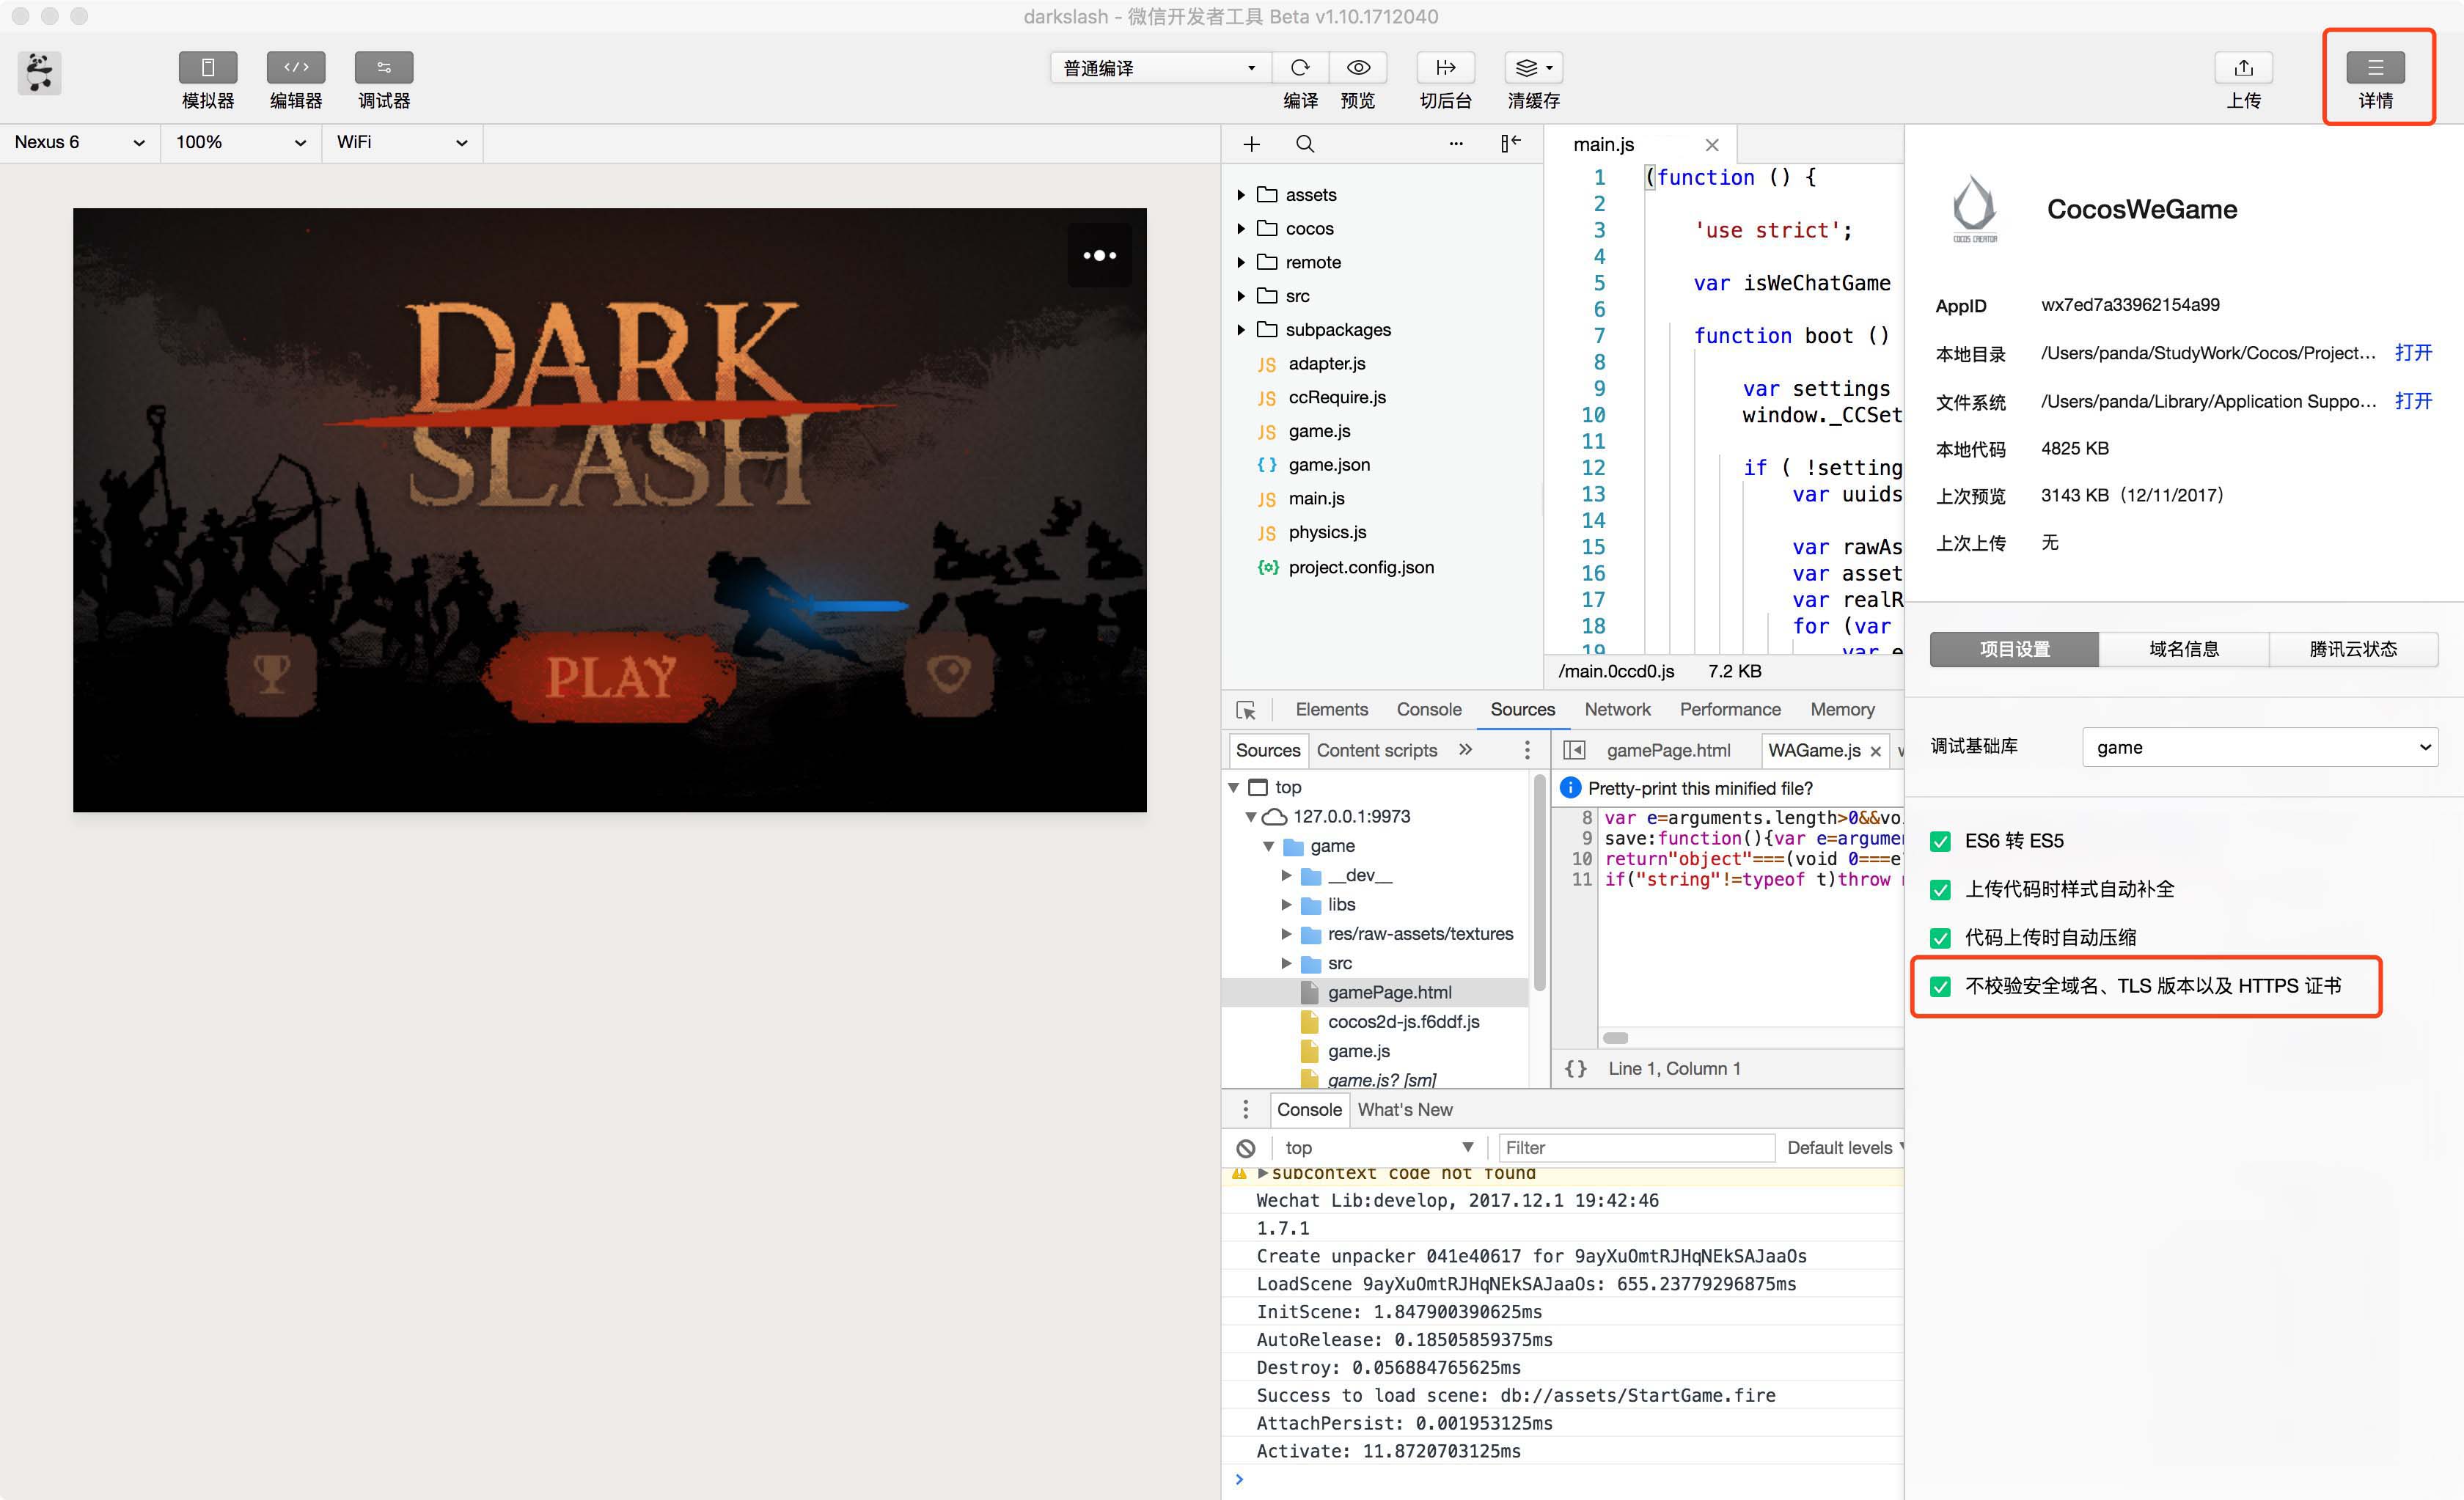 darkslash - 微信开发者工具 Beta v1.10.1712040
模拟器
编辑器
调试器
普通编译
编译
预览
切后台
清缓存
上传
详情
Nexus 6
100%
WiFi
DARK
SLASH
PLAY
assets
cocos
remote
src
subpackages
JS adapter.js
JS ccRequire.js
JS game.js
{ } game.json
JS main.js
JS physics.js
project.config.json
main.js
1 (function () {
2
3 'use strict';
4
5 var isWeChatGame
6
7 function boot ()
8
9 var settings
10 window._CCSet
11
12 if ( !setting
13 var uuids
14
15 var rawAs
16 var asset
17 var realR
18 for (var
19 var e
/main.0ccd0.js 7.2 KB
Elements Console Sources Network Performance Memory
Sources Content scripts »
top
127.0.0.1:9973
game
__dev__
libs
res/raw-assets/textures
src
gamePage.html
cocos2d-js.f6ddf.js
game.js
game.js? [sm]
gamePage.html WAGame.js
Pretty-print this minified file?
8 var e=arguments.length>0&&vo
9 save:function(){var e=argume
10 return"object"===(void 0===e
11 if("string"!=typeof t)throw
{} Line 1, Column 1
Console What's New
top Filter Default levels
subcontext code not found
Wechat Lib:develop, 2017.12.1 19:42:46
1.7.1
Create unpacker 041e40617 for 9ayXuOmtRJHqNEkSAJaaOs
LoadScene 9ayXuOmtRJHqNEkSAJaaOs: 655.23779296875ms
InitScene: 1.847900390625ms
AutoRelease: 0.18505859375ms
Destroy: 0.056884765625ms
Success to load scene: db://assets/StartGame.fire
AttachPersist: 0.001953125ms
Activate: 11.8720703125ms
COCOS CREATOR
CocosWeGame
AppID wx7ed7a33962154a99
本地目录 /Users/panda/StudyWork/Cocos/Project... 打开
文件系统 /Users/panda/Library/Application Suppo... 打开
本地代码 4825 KB
上次预览 3143 KB（12/11/2017）
上次上传 无
项目设置 域名信息 腾讯云状态
调试基础库 game
ES6 转 ES5
上传代码时样式自动补全
代码上传时自动压缩
不校验安全域名、TLS 版本以及 HTTPS 证书